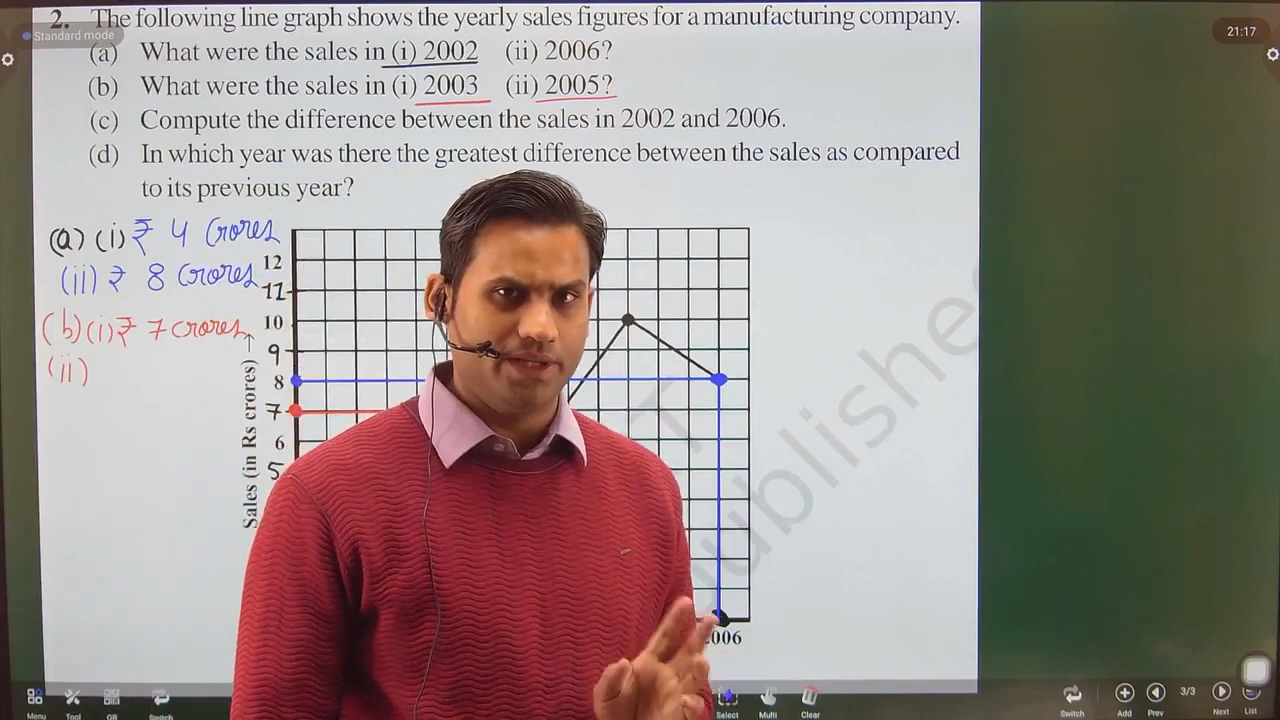 2. The following line graph shows the yearly sales figures for a manufacturing company.
Standard mode
21:17
(a) What were the sales in (i) 2002 (ii) 2006?
(b) What were the sales in (i) 2003 (ii) 2005?
(c) Compute the difference between the sales in 2002 and 2006.
(d) In which year was there the greatest difference between the sales as compared
to its previous year?
(a) (i) ₹ 4 Crores
(ii) ₹ 8 Crores
(b) (i) ₹ 7 Crores
(ii)
12
11
10
9
8
7
6
5
Sales (in Rs crores) →
2006
Menu Tool QR Switch Select Multi Clear Switch Add Prev 3/3 Next List